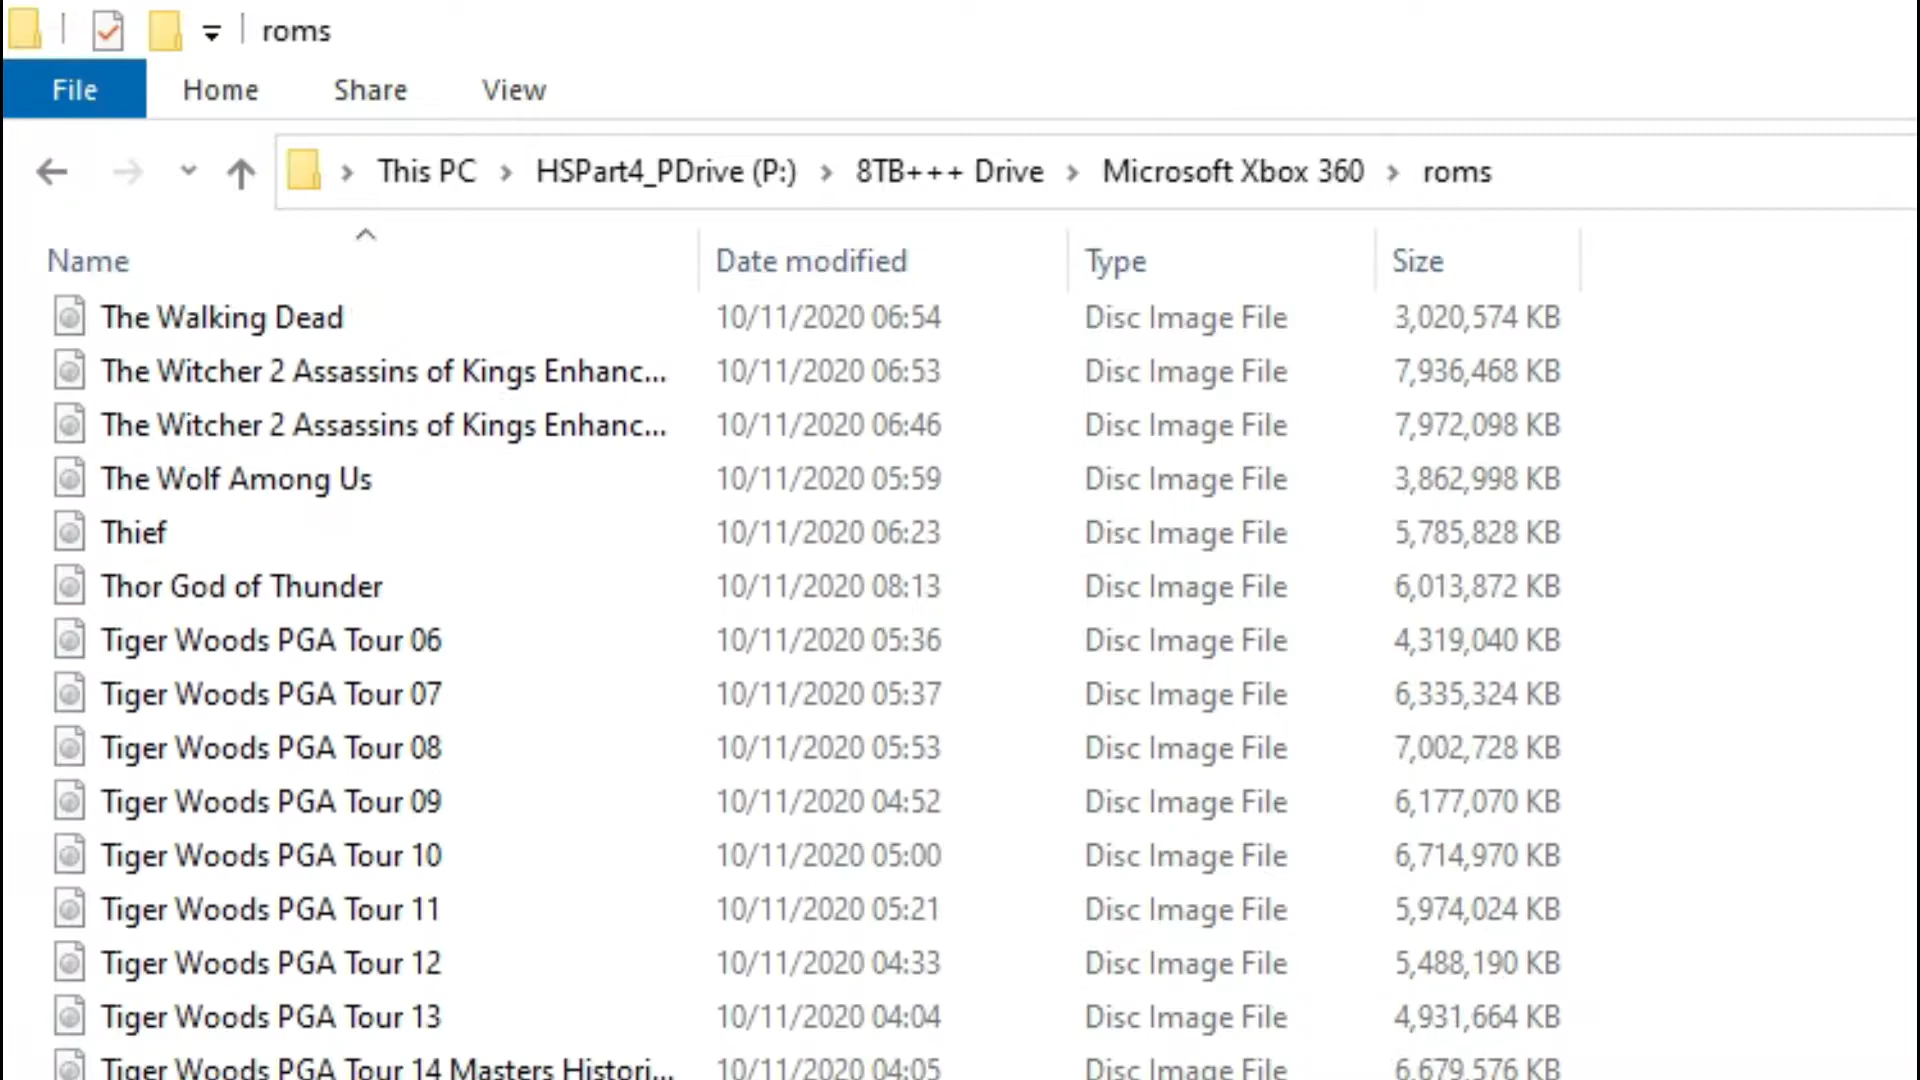 roms
File Home Share View
This PC > HSPart4_PDrive (P:) > 8TB+++ Drive > Microsoft Xbox 360 > roms
Name Date modified Type Size
The Walking Dead 10/11/2020 06:54 Disc Image File 3,020,574 KB
The Witcher 2 Assassins of Kings Enhanc... 10/11/2020 06:53 Disc Image File 7,936,468 KB
The Witcher 2 Assassins of Kings Enhanc... 10/11/2020 06:46 Disc Image File 7,972,098 KB
The Wolf Among Us 10/11/2020 05:59 Disc Image File 3,862,998 KB
Thief 10/11/2020 06:23 Disc Image File 5,785,828 KB
Thor God of Thunder 10/11/2020 08:13 Disc Image File 6,013,872 KB
Tiger Woods PGA Tour 06 10/11/2020 05:36 Disc Image File 4,319,040 KB
Tiger Woods PGA Tour 07 10/11/2020 05:37 Disc Image File 6,335,324 KB
Tiger Woods PGA Tour 08 10/11/2020 05:53 Disc Image File 7,002,728 KB
Tiger Woods PGA Tour 09 10/11/2020 04:52 Disc Image File 6,177,070 KB
Tiger Woods PGA Tour 10 10/11/2020 05:00 Disc Image File 6,714,970 KB
Tiger Woods PGA Tour 11 10/11/2020 05:21 Disc Image File 5,974,024 KB
Tiger Woods PGA Tour 12 10/11/2020 04:33 Disc Image File 5,488,190 KB
Tiger Woods PGA Tour 13 10/11/2020 04:04 Disc Image File 4,931,664 KB
Tiger Woods PGA Tour 14 Masters Histori... 10/11/2020 04:05 Disc Image File 6,679,576 KB